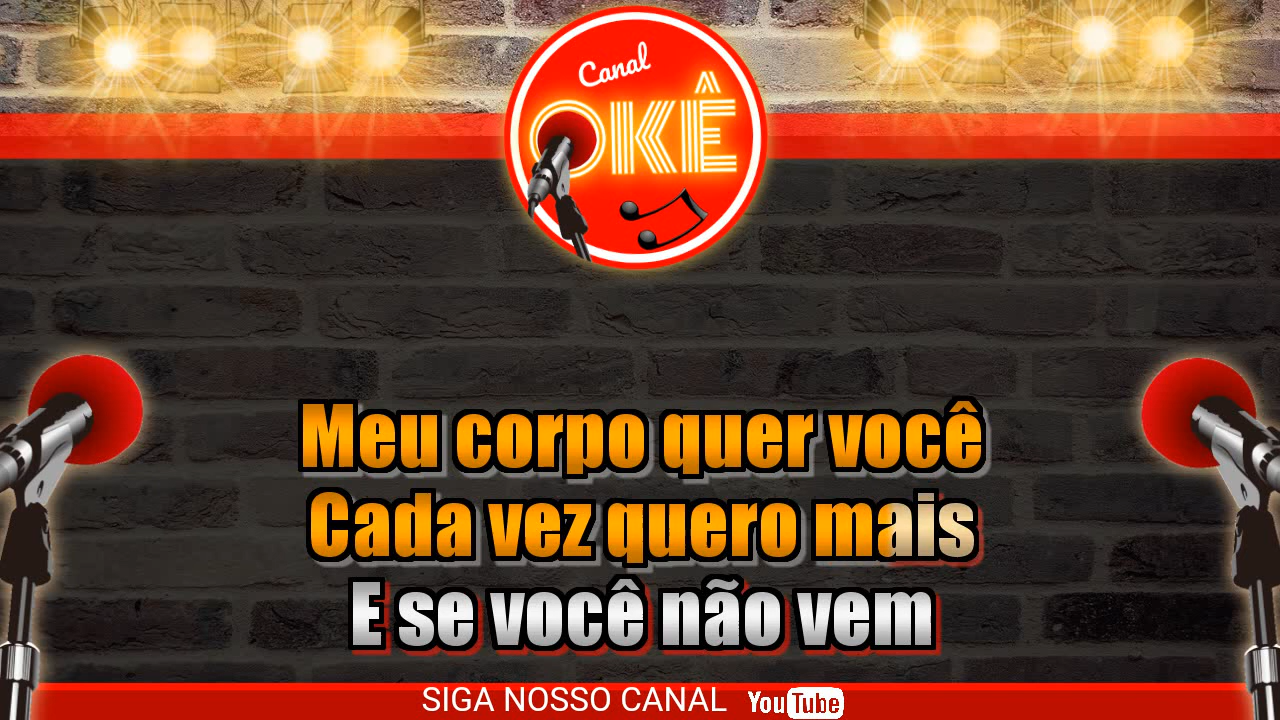 Canal
OKÊ
Meu corpo quer você
Cada vez quero mais
E se você não vem
SIGA NOSSO CANAL YouTube